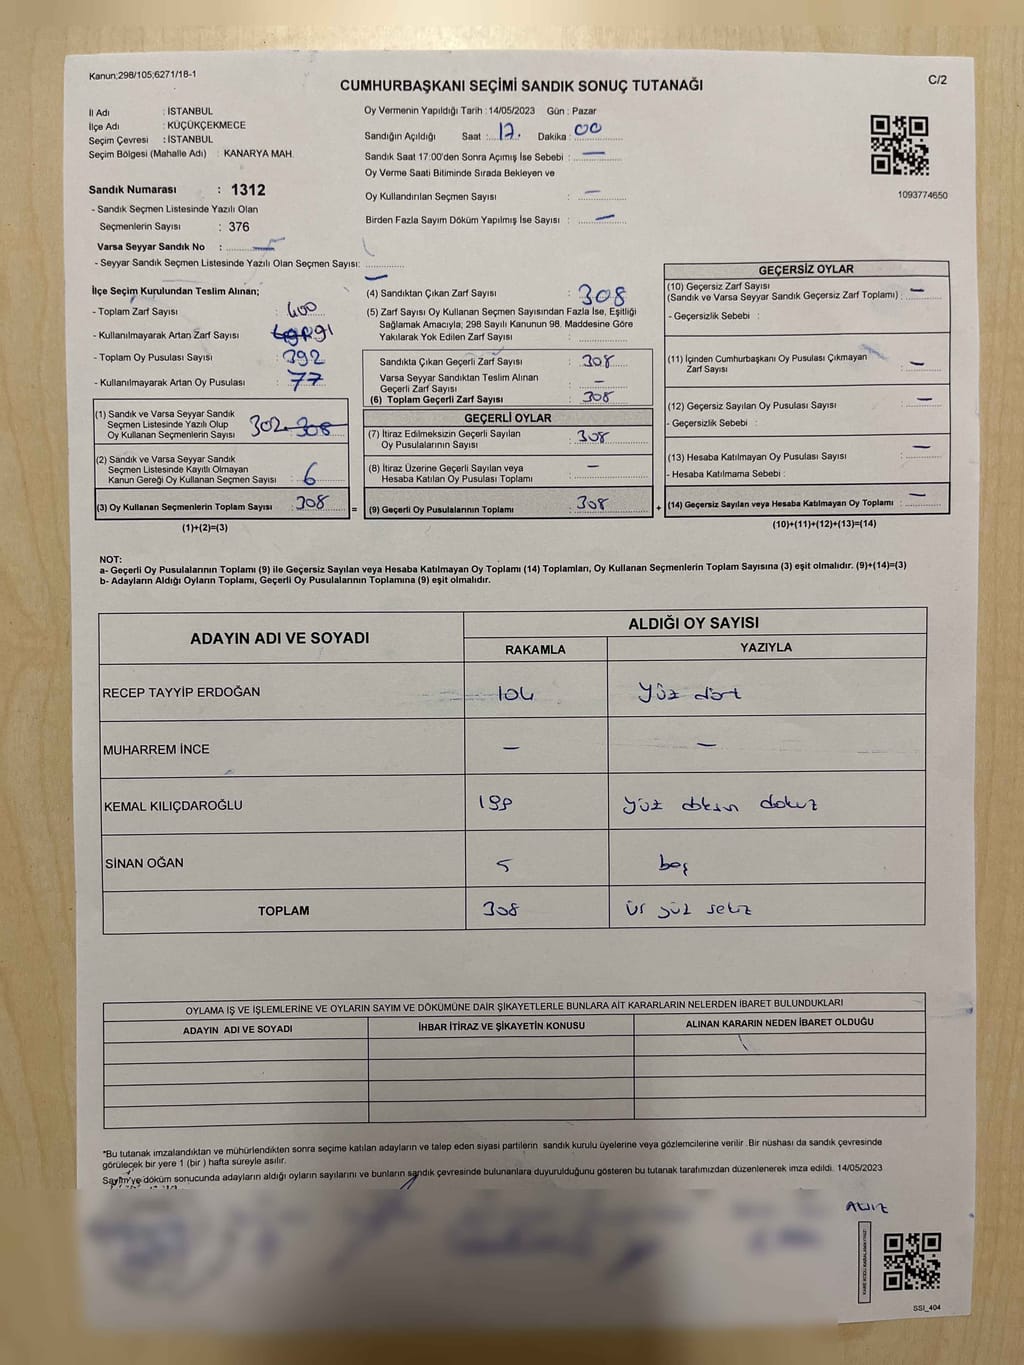 Kanun;298/105;6271/18-1
C/2
CUMHURBAŞKANI SEÇİMİ SANDIK SONUÇ TUTANAĞI
İl Adı : İSTANBUL
İlçe Adı : KÜÇÜKÇEKMECE
Seçim Çevresi : İSTANBUL
Seçim Bölgesi (Mahalle Adı) : KANARYA MAH.
Sandık Numarası : 1312
- Sandık Seçmen Listesinde Yazılı Olan
Seçmenlerin Sayısı : 376
Varsa Seyyar Sandık No : —
- Seyyar Sandık Seçmen Listesinde Yazılı Olan Seçmen Sayısı: —
Oy Vermenin Yapıldığı Tarih : 14/05/2023 Gün : Pazar
Sandığın Açıldığı Saat : 17. Dakika : 00
Sandık Saat 17:00'den Sonra Açımış İse Sebebi : —
Oy Verme Saati Bitiminde Sırada Bekleyen ve
Oy Kullandırılan Seçmen Sayısı : —
Birden Fazla Sayım Döküm Yapılmış İse Sayısı : —
1093774650
İlçe Seçim Kurulundan Teslim Alınan;
- Toplam Zarf Sayısı : 400
- Kullanılmayarak Artan Zarf Sayısı 91
- Toplam Oy Pusulası Sayısı : 392
- Kullanılmayarak Artan Oy Pusulası : 77
(1) Sandık ve Varsa Seyyar Sandık
Seçmen Listesinde Yazılı Olup
Oy Kullanan Seçmenlerin Sayısı : 302 308
(2) Sandık ve Varsa Seyyar Sandık
Seçmen Listesinde Kayıtlı Olmayan
Kanun Gereği Oy Kullanan Seçmen Sayısı : 6
(3) Oy Kullanan Seçmenlerin Toplam Sayısı : 308
(1)+(2)=(3)
(4) Sandıktan Çıkan Zarf Sayısı : 308
(5) Zarf Sayısı Oy Kullanan Seçmen Sayısından Fazla İse, Eşitliği
Sağlamak Amacıyla, 298 Sayılı Kanunun 98. Maddesine Göre
Yakılarak Yok Edilen Zarf Sayısı :
Sandıkta Çıkan Geçerli Zarf Sayısı : 308
Varsa Seyyar Sandıktan Teslim Alınan
Geçerli Zarf Sayısı : —
(6) Toplam Geçerli Zarf Sayısı : 308
GEÇERLİ OYLAR
(7) İtiraz Edilmeksizin Geçerli Sayılan
Oy Pusulalarının Sayısı : 308
(8) İtiraz Üzerine Geçerli Sayılan veya
Hesaba Katılan Oy Pusulası Toplamı : —
= (9) Geçerli Oy Pusulalarının Toplamı : 308 +
GEÇERSİZ OYLAR
(10) Geçersiz Zarf Sayısı
(Sandık ve Varsa Seyyar Sandık Geçersiz Zarf Toplamı) : —
- Geçersizlik Sebebi :
(11) İçinden Cumhurbaşkanı Oy Pusulası Çıkmayan
Zarf Sayısı : —
(12) Geçersiz Sayılan Oy Pusulası Sayısı : —
- Geçersizlik Sebebi :
(13) Hesaba Katılmayan Oy Pusulası Sayısı : —
- Hesaba Katılmama Sebebi :
(14) Geçersiz Sayılan veya Hesaba Katılmayan Oy Toplamı : —
(10)+(11)+(12)+(13)=(14)
NOT:
a- Geçerli Oy Pusulalarının Toplamı (9) ile Geçersiz Sayılan veya Hesaba Katılmayan Oy Toplamı (14) Toplamları, Oy Kullanan Seçmenlerin Toplam Sayısına (3) eşit olmalıdır. (9)+(14)=(3)
b- Adayların Aldığı Oyların Toplamı, Geçerli Oy Pusulalarının Toplamına (9) eşit olmalıdır.
ADAYIN ADI VE SOYADI ALDIĞI OY SAYISI
RAKAMLA YAZIYLA
RECEP TAYYİP ERDOĞAN 104 Yüz dört
MUHARREM İNCE — —
KEMAL KILIÇDAROĞLU 199 Yüz doksan dokuz
SİNAN OĞAN 5 beş
TOPLAM 308 üç yüz sekiz
OYLAMA İŞ VE İŞLEMLERİNE VE OYLARIN SAYIM VE DÖKÜMÜNE DAİR ŞİKAYETLERLE BUNLARA AİT KARARLARIN NELERDEN İBARET BULUNDUKLARI
ADAYIN ADI VE SOYADI İHBAR İTİRAZ VE ŞİKAYETİN KONUSU ALINAN KARARIN NEDEN İBARET OLDUĞU
*Bu tutanak imzalandıktan ve mühürlendikten sonra seçime katılan adayların ve talep eden siyasi partilerin sandık kurulu üyelerine veya gözlemcilerine verilir .Bir nüshası da sandık çevresinde
görülecek bir yere 1 (bir ) hafta süreyle asılır.
Sayım ve döküm sonucunda adayların aldığı oyların sayılarını ve bunların sandık çevresinde bulunanlara duyurulduğunu gösteren bu tutanak tarafımızdan düzenlenerek imza edildi. 14/05/2023
SSI_404